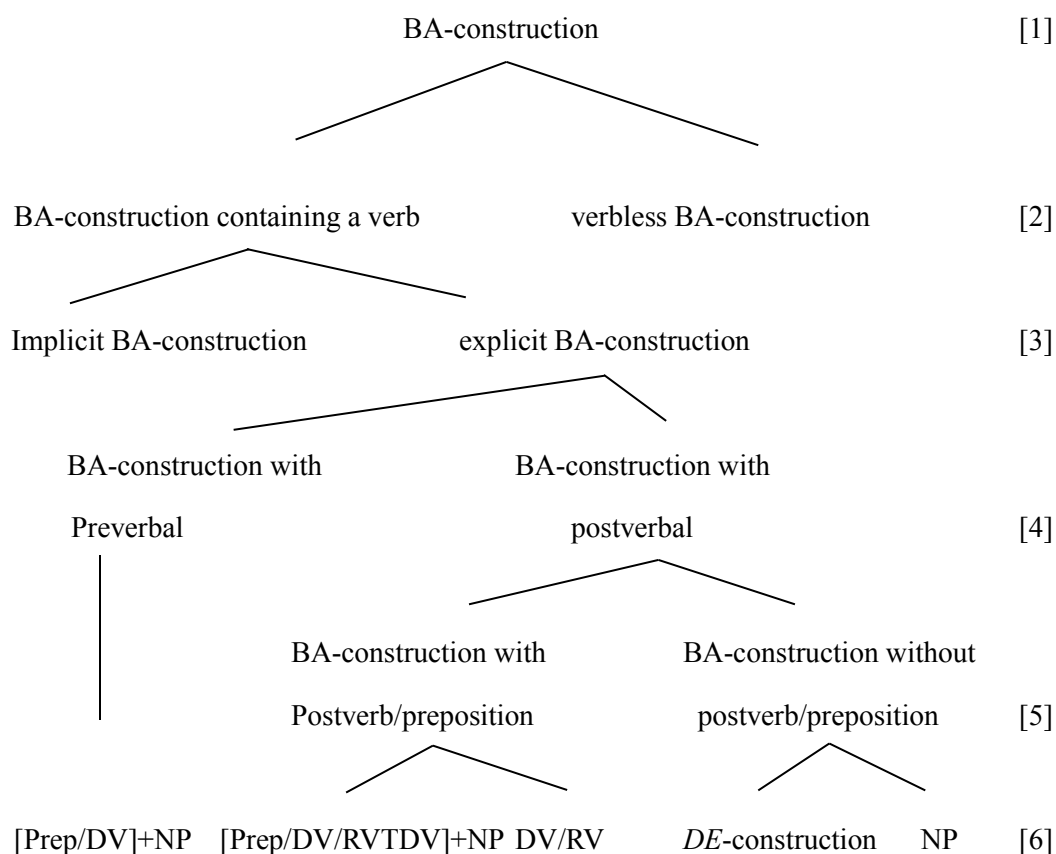 BA-construction [1]
BA-construction containing a verb verbless BA-construction [2]
Implicit BA-construction explicit BA-construction [3]
BA-construction with BA-construction with
Preverbal postverbal [4]
BA-construction with BA-construction without
Postverb/preposition postverb/preposition [5]
[Prep/DV]+NP [Prep/DV/RVTDV]+NP DV/RV DE-construction NP [6]